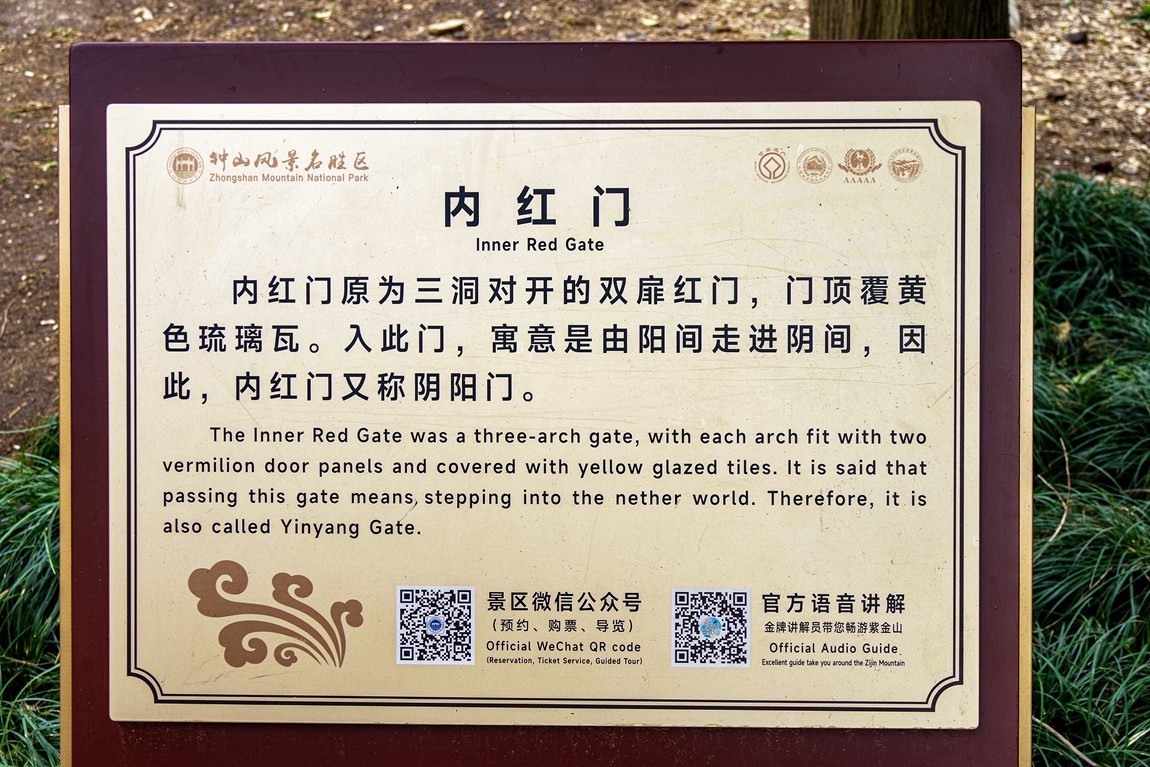 钟山风景名胜区
Zhongshan Mountain National Park
AAAAA
内红门
Inner Red Gate
内红门原为三洞对开的双扉红门，门顶覆黄
色琉璃瓦。入此门，寓意是由阳间走进阴间，因
此，内红门又称阴阳门。
The Inner Red Gate was a three-arch gate, with each arch fit with two
vermilion door panels and covered with yellow glazed tiles. It is said that
passing this gate means stepping into the nether world. Therefore, it is
also called Yinyang Gate.
景区微信公众号
(预约、购票、导览)
Official WeChat QR code
(Reservation, Ticket Service, Guided Tour)
官方语音讲解
金牌讲解员带您畅游紫金山
Official Audio Guide
Excellent guide take you around the Zijin Mountain